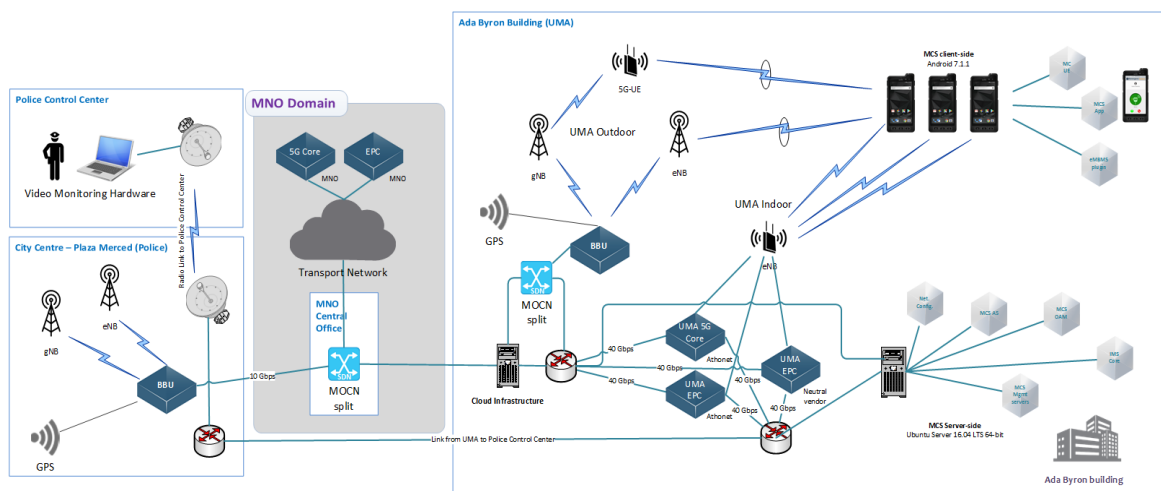 Ada Byron Building (UMA)
MCS client-side
Android 7.1.1
MC
UE
MCS
App
eMBMS
plugin
5G-UE
UMA Outdoor
gNB
eNB
Police Control Center
Video Monitoring Hardware
MNO Domain
5G Core
EPC
MNO
MNO
Transport Network
Radio Link to Police Control Center
UMA Indoor
eNB
GPS
BBU
SDN
MOCN
split
City Centre – Plaza Merced (Police)
eNB
gNB
BBU
GPS
10 Gbps
MNO
Central
Office
SDN
MOCN
split
Cloud Infrastructure
40 Gbps
40 Gbps
40 Gbps
40 Gbps
40 Gbps
40 Gbps
UMA 5G
Core
Athonet
UMA
EPC
Athonet
UMA
EPC
Neutral
vendor
Link from UMA to Police Control Center
Net
Config
MCS AS
MCS
OAM
IMS
Core
MCS
Mgmt
servers
MCS Server-side
Ubuntu Server 16.04 LTS 64-bit
Ada Byron building